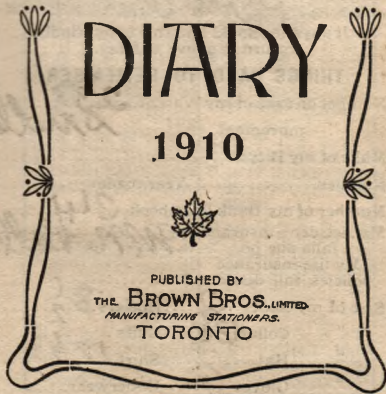 DIARY
1910
PUBLISHED BY
THE BROWN BROS., LIMITED
MANUFACTURING STATIONERS.
TORONTO